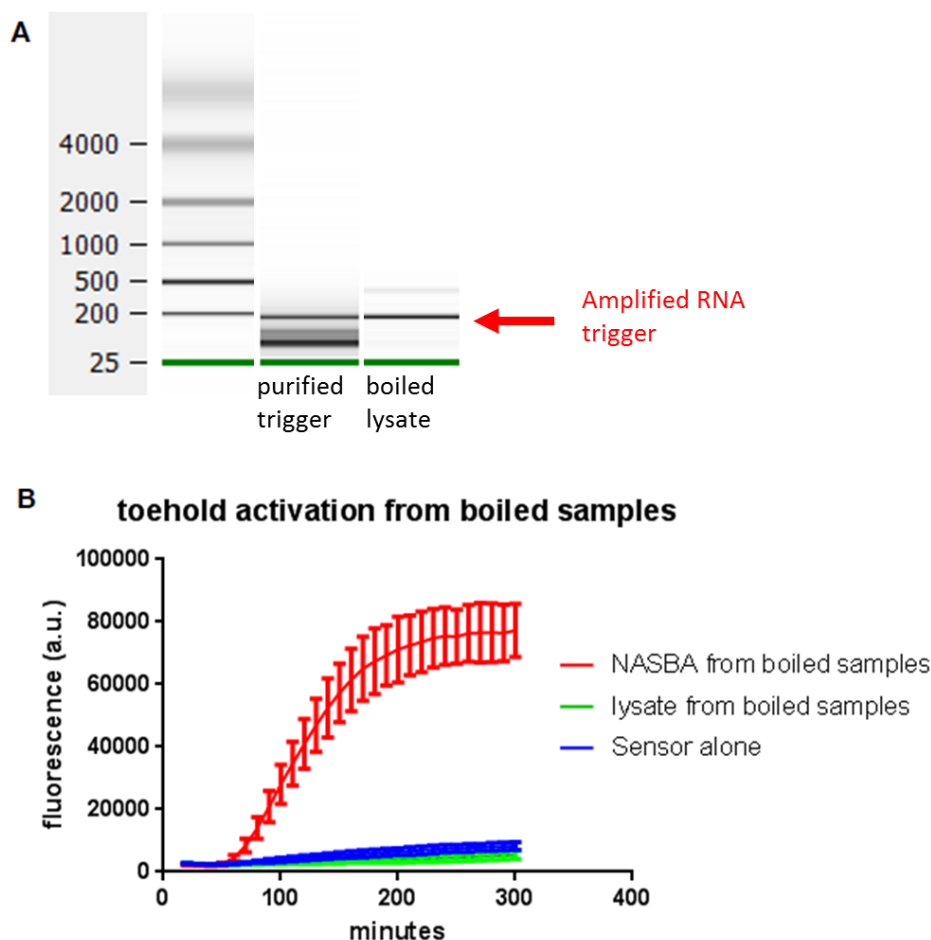 A
4000
2000
1000
500
200
25
purified
trigger
boiled
lysate
Amplified RNA
trigger
B
toehold activation from boiled samples
fluorescence (a.u.)
100000
80000
60000
40000
20000
0
0 100 200 300 400
minutes
NASBA from boiled samples
lysate from boiled samples
Sensor alone